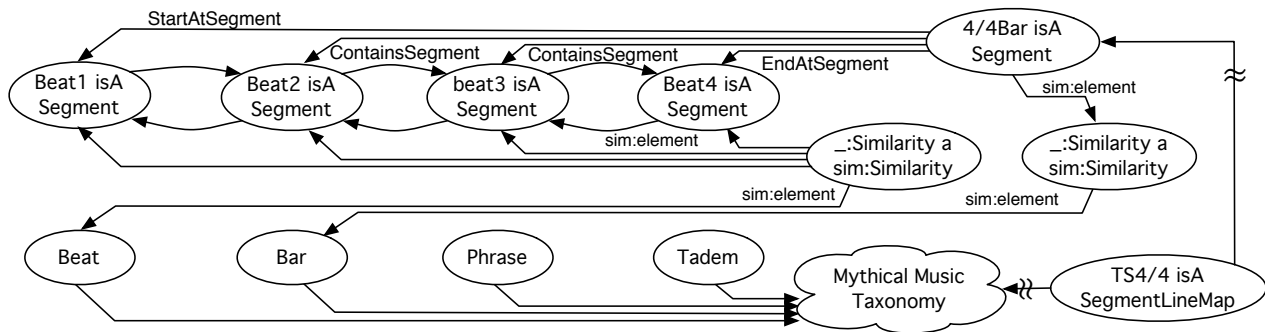 StartAtSegment
4/4Bar isA
Segment
ContainsSegment
ContainsSegment
EndAtSegment
Beat1 isA
Segment
Beat2 isA
Segment
beat3 isA
Segment
Beat4 isA
Segment
sim:element
sim:element
_:Similarity a
sim:Similarity
_:Similarity a
sim:Similarity
sim:element
sim:element
Beat
Bar
Phrase
Tadem
Mythical Music
Taxonomy
TS4/4 isA
SegmentLineMap